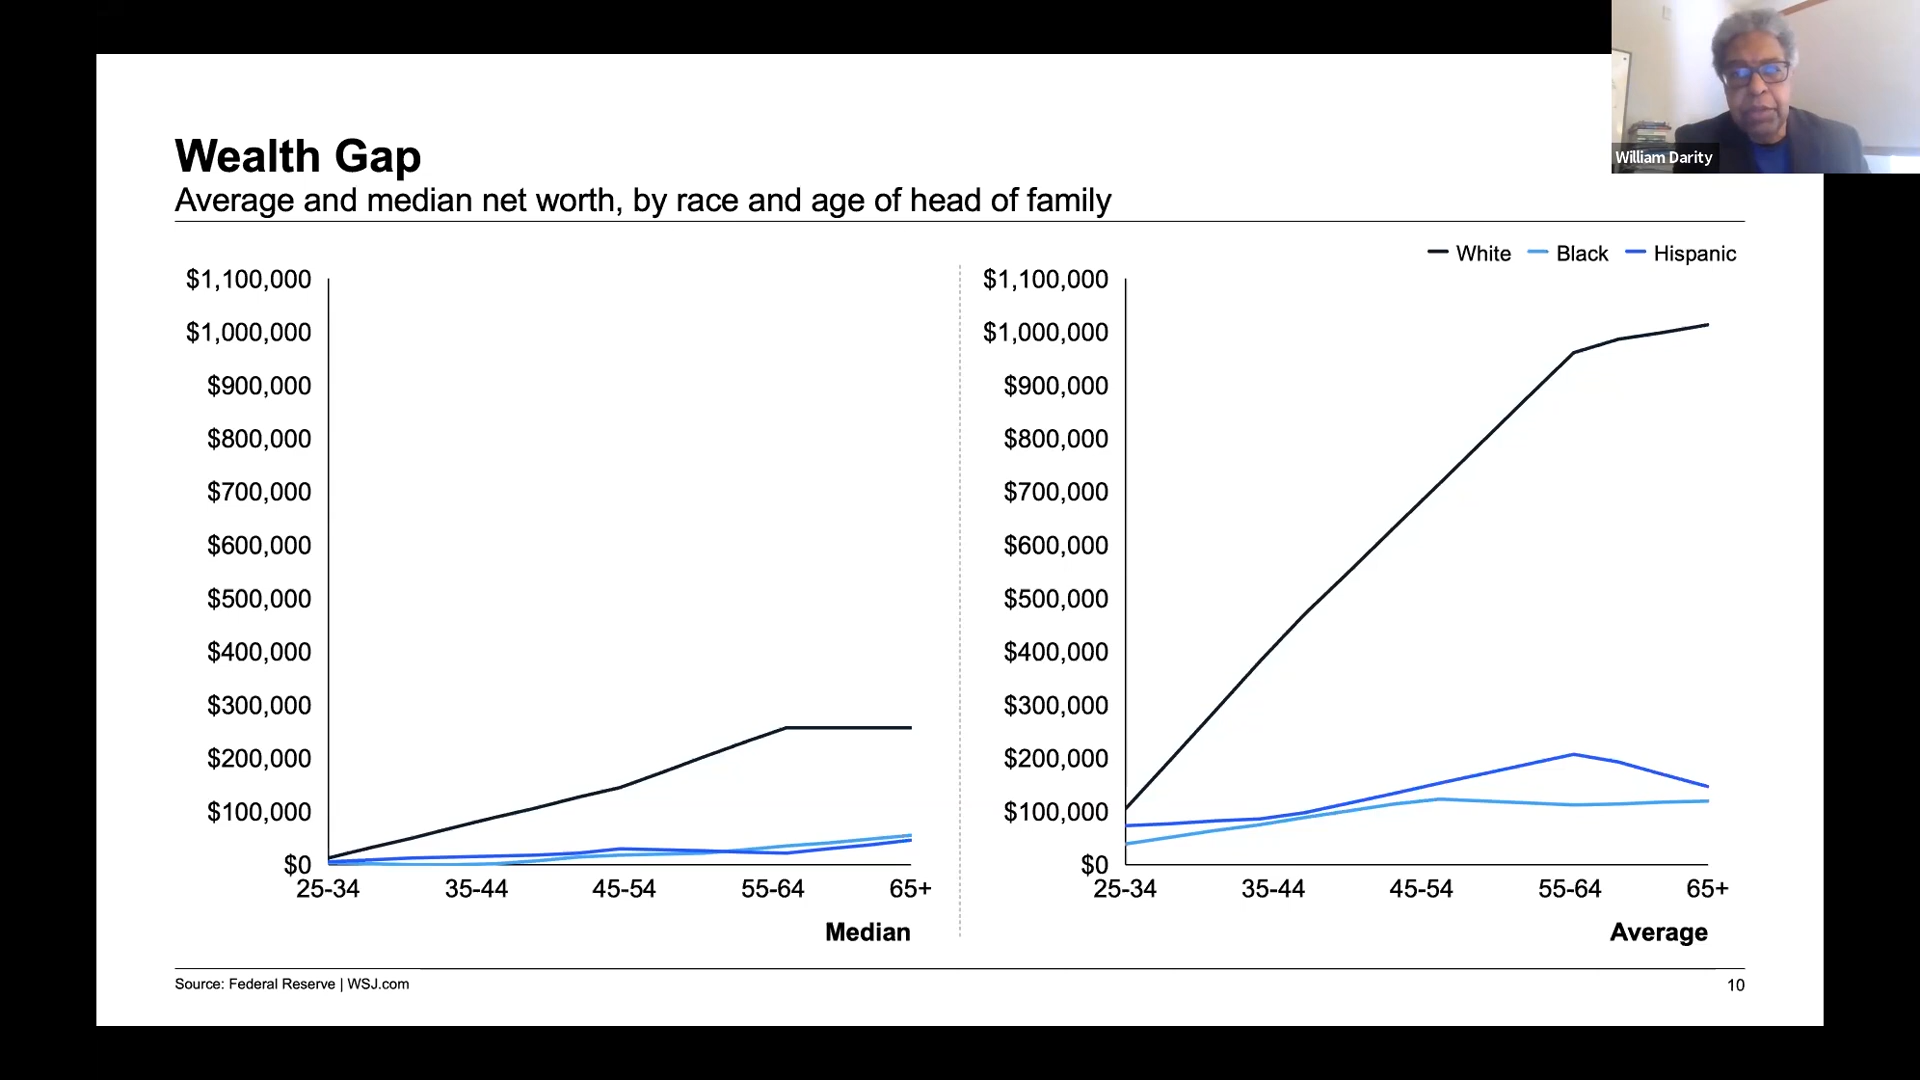 William Darity
Wealth Gap
Average and median net worth, by race and age of head of family
White Black Hispanic
$1,100,000
$1,000,000
$900,000
$800,000
$700,000
$600,000
$500,000
$400,000
$300,000
$200,000
$100,000
$0
25-34 35-44 45-54 55-64 65+
Median
$1,100,000
$1,000,000
$900,000
$800,000
$700,000
$600,000
$500,000
$400,000
$300,000
$200,000
$100,000
$0
25-34 35-44 45-54 55-64 65+
Average
Source: Federal Reserve | WSJ.com
10